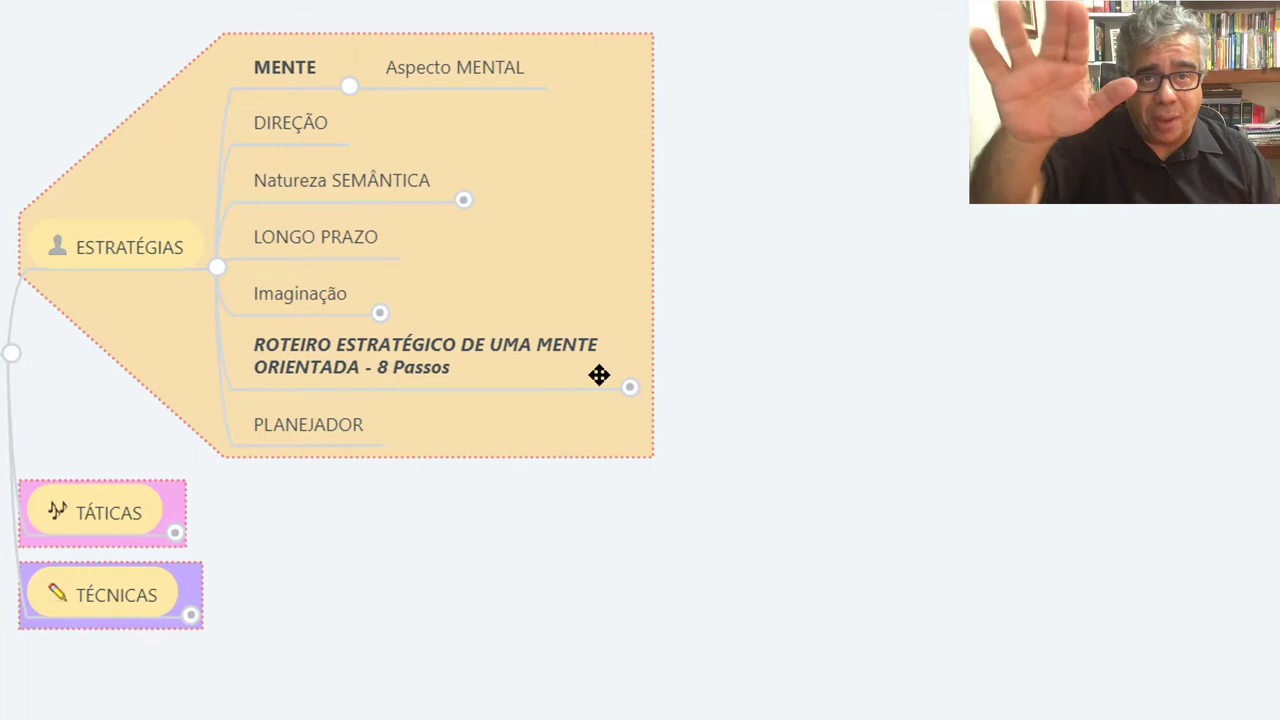 MENTE
Aspecto MENTAL
DIREÇÃO
Natureza SEMÂNTICA
ESTRATÉGIAS
LONGO PRAZO
Imaginação
ROTEIRO ESTRATÉGICO DE UMA MENTE
ORIENTADA - 8 Passos
PLANEJADOR
TÁTICAS
TÉCNICAS